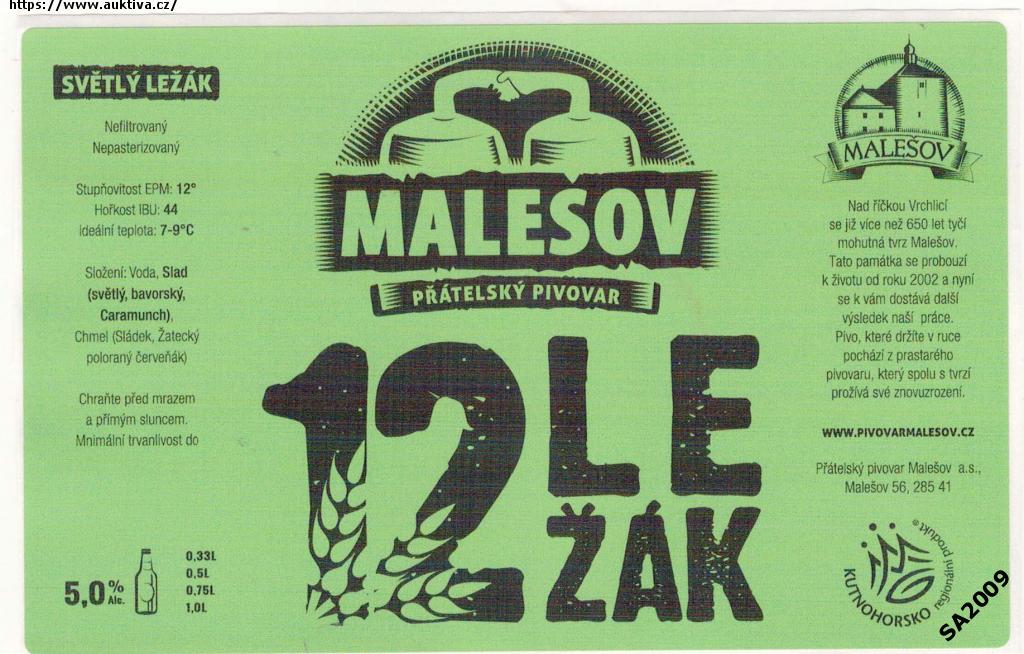 https://www.auktiva.cz/
SVĚTLÝ LEŽÁK
Nefiltrovaný
Nepasterizovaný
Stupňovitost EPM: 12°
Hořkost IBU: 44
ideální teplota: 7-9°C
Složení: Voda, Slad
(světlý, bavorský,
Caramunch),
Chmel (Sládek, Žatecký
poloraný červeňák)
Chraňte před mrazem
a přímým sluncem.
Mnimální trvanlivost do
5,0% Alc.
0,33L
0,5L
0,75L
1,0L
MALEŠOV
PŘÁTELSKÝ PIVOVAR
12 LE
ŽÁK
MALEŠOV
Nad říčkou Vrchlicí
se již více než 650 let tyčí
mohutná tvrz Malešov.
Tato památka se probouzí
k životu od roku 2002 a nyní
se k vám dostává další
výsledek naší práce.
Pivo, které držíte v ruce
pochází z prastarého
pivovaru, který spolu s tvrzí
prožívá své znovuzrození.
WWW.PIVOVARMALESOV.CZ
Přátelský pivovar Malešov a.s.,
Malešov 56, 285 41
KUTNOHORSKO regionální produkt®
SA2009